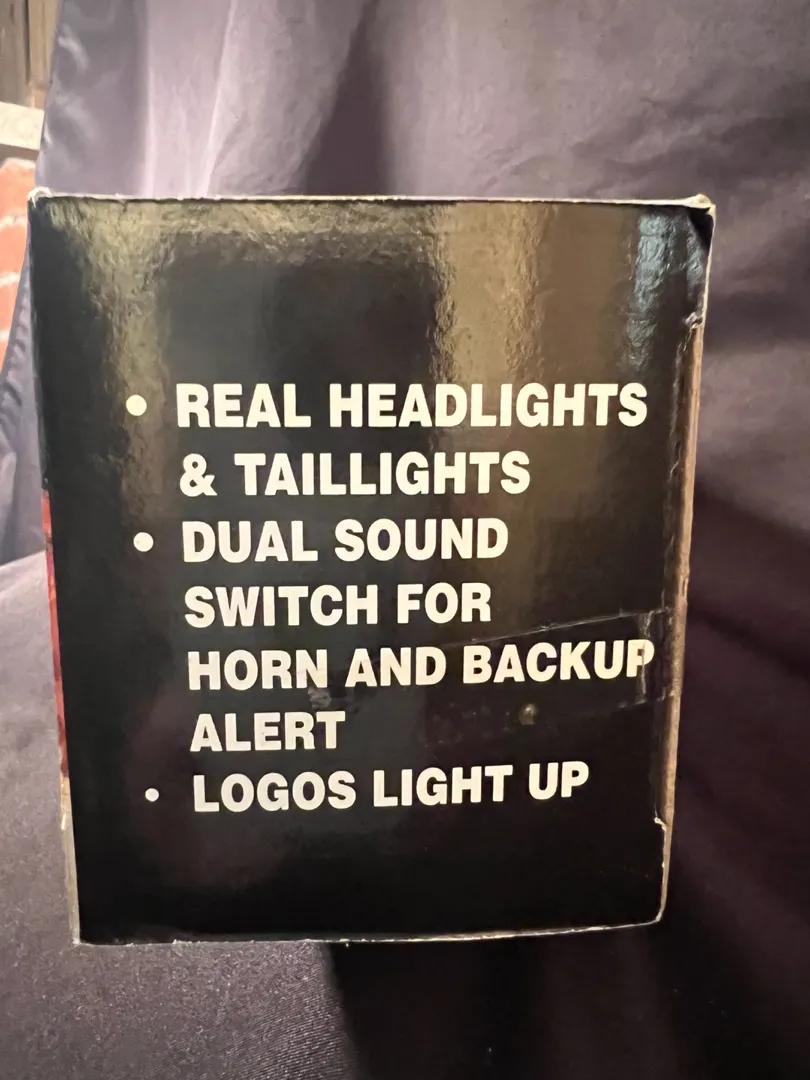 • REAL HEADLIGHTS
& TAILLIGHTS
• DUAL SOUND
SWITCH FOR
HORN AND BACKUP
ALERT
• LOGOS LIGHT UP